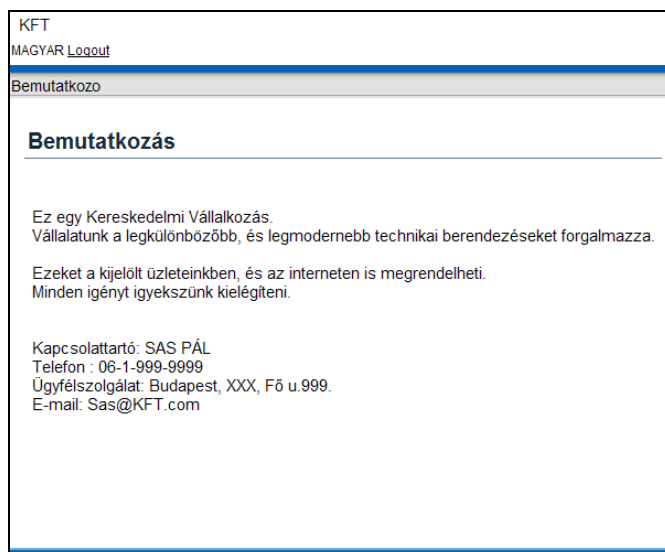 KFT
MAGYAR Logout
Bemutatkozo
Bemutatkozás
Ez egy Kereskedelmi Vállalkozás.
Vállalatunk a legkülönbözőbb, és legmodernebb technikai berendezéseket forgalmazza.
Ezeket a kijelölt üzleteinkben, és az interneten is megrendelheti.
Minden igényt igyekszünk kielégíteni.
Kapcsolattartó: SAS PÁL
Telefon : 06-1-999-9999
Ügyfélszolgálat: Budapest, XXX, Fő u.999.
E-mail: Sas@KFT.com